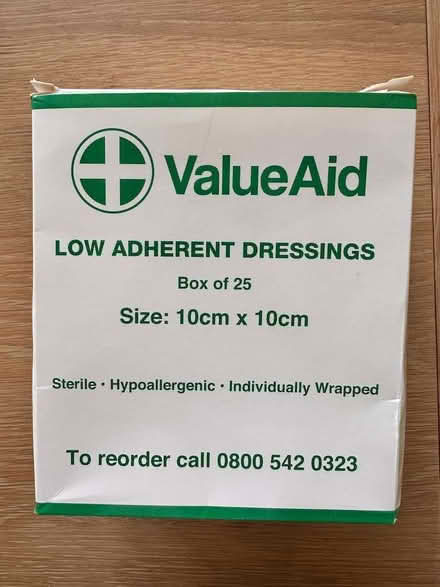 ValueAid
LOW ADHERENT DRESSINGS
Box of 25
Size: 10cm x 10cm
Sterile · Hypoallergenic · Individually Wrapped
To reorder call 0800 542 0323